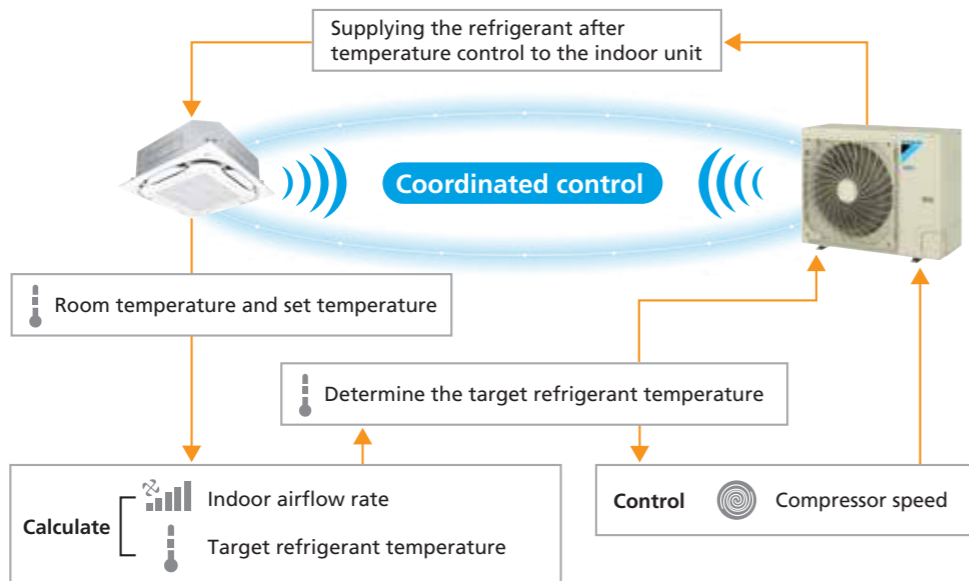 Supplying the refrigerant after
temperature control to the indoor unit
Coordinated control
Room temperature and set temperature
Determine the target refrigerant temperature
Calculate
Indoor airflow rate
Target refrigerant temperature
Control
Compressor speed